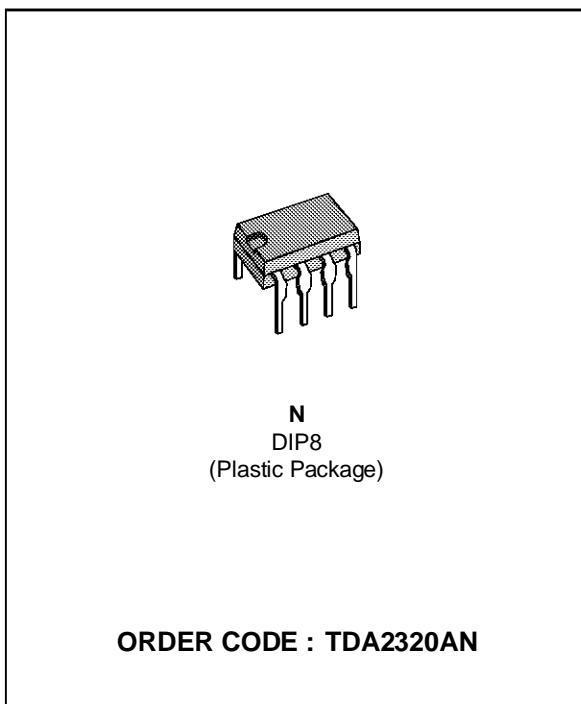 N
DIP8
(Plastic Package)
ORDER CODE : TDA2320AN